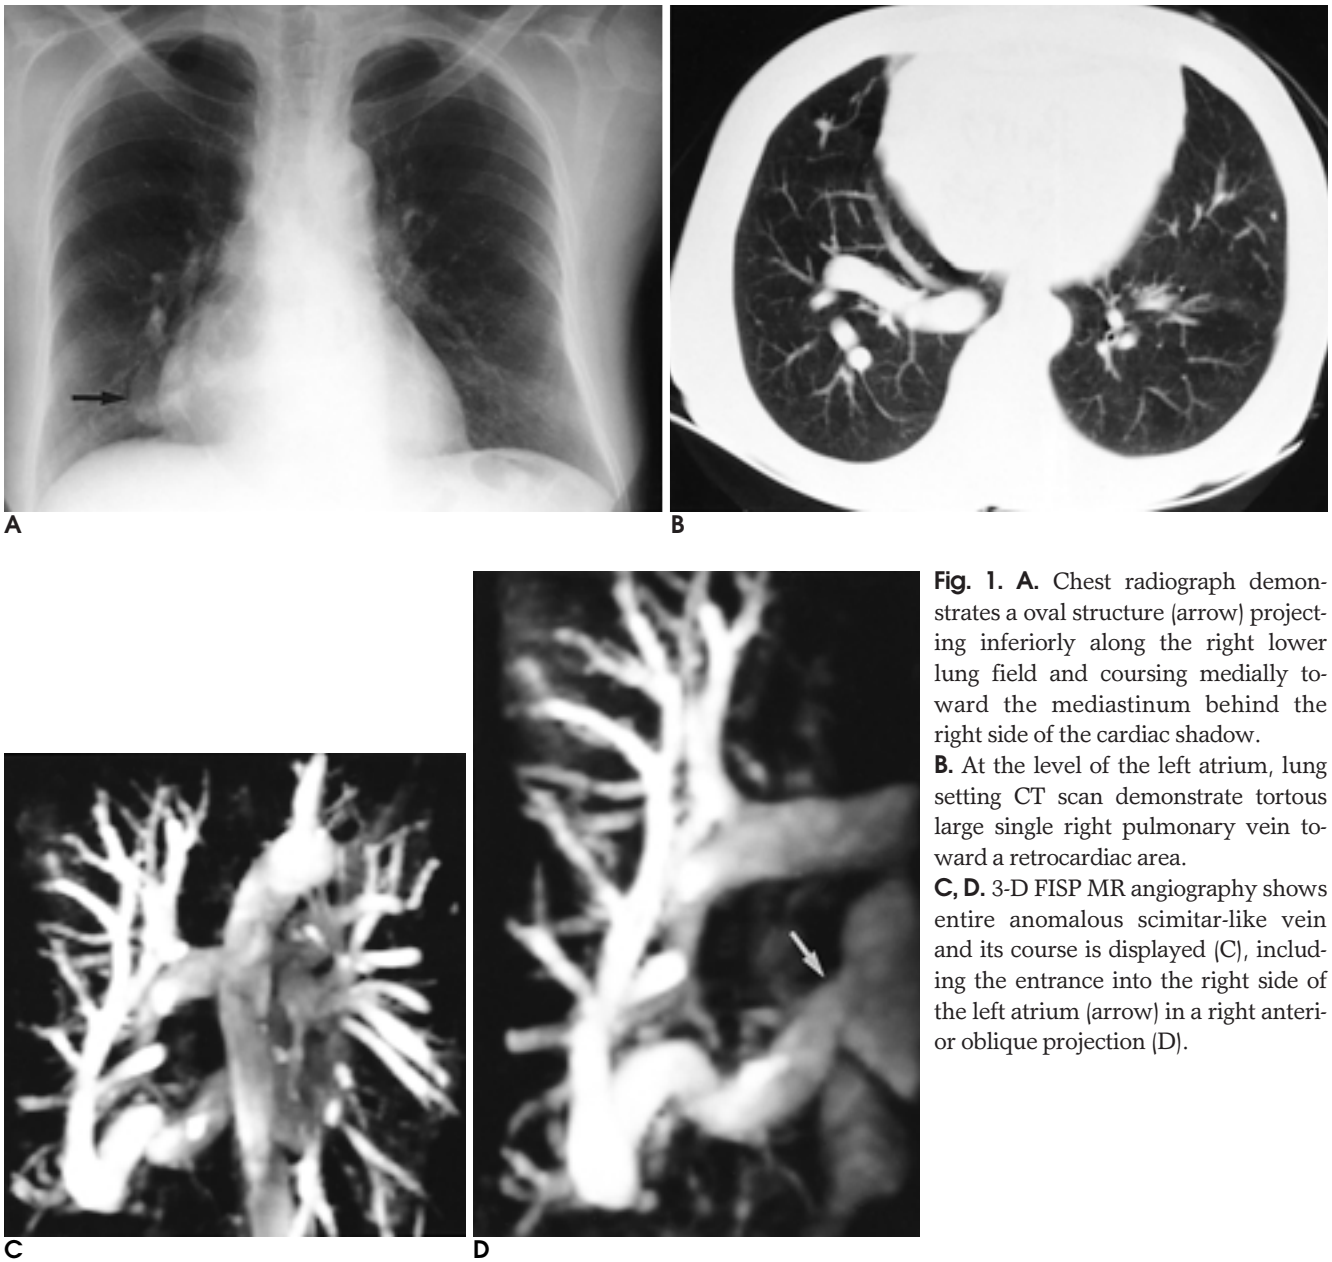 A
B
Fig. 1. A. Chest radiograph demon-
strates a oval structure (arrow) project-
ing inferiorly along the right lower
lung field and coursing medially to-
ward the mediastinum behind the
right side of the cardiac shadow.
B. At the level of the left atrium, lung
setting CT scan demonstrate tortous
large single right pulmonary vein to-
ward a retrocardiac area.
C, D. 3-D FISP MR angiography shows
entire anomalous scimitar-like vein
and its course is displayed (C), includ-
ing the entrance into the right side of
the left atrium (arrow) in a right anteri-
or oblique projection (D).
C
D